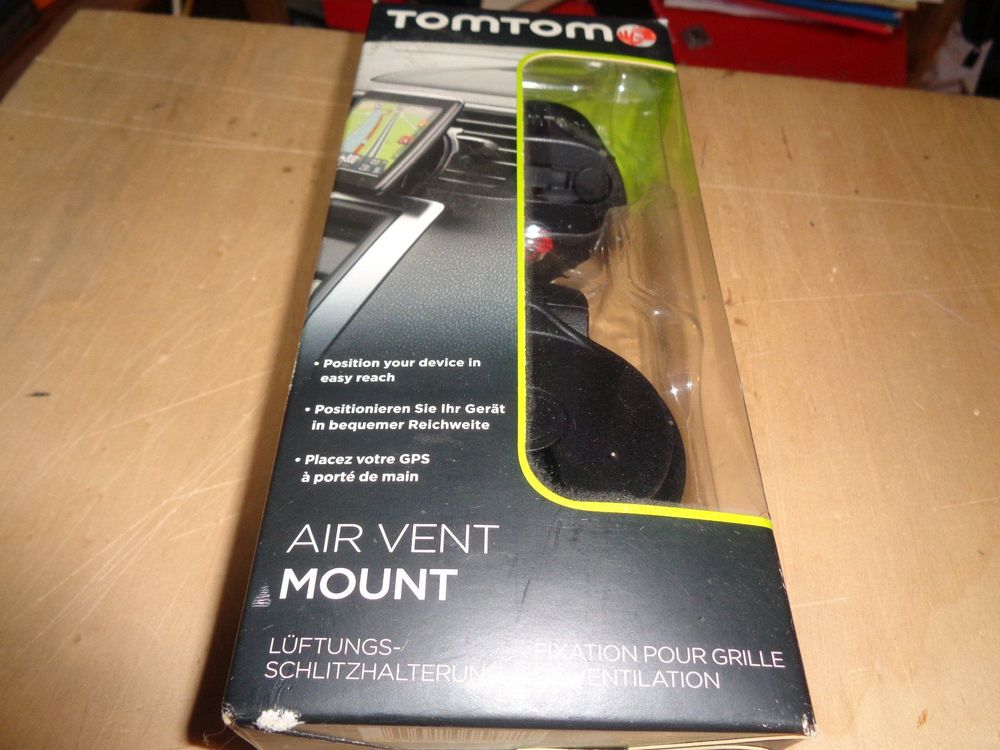 TOMTOM
• Position your device in
easy reach
• Positionieren Sie Ihr Gerät
in bequemer Reichweite
• Placez votre GPS
à porté de main
AIR VENT
MOUNT
LÜFTUNGS-
SCHLITZHALTERUNG
FIXATION POUR GRILLE
VENTILATION